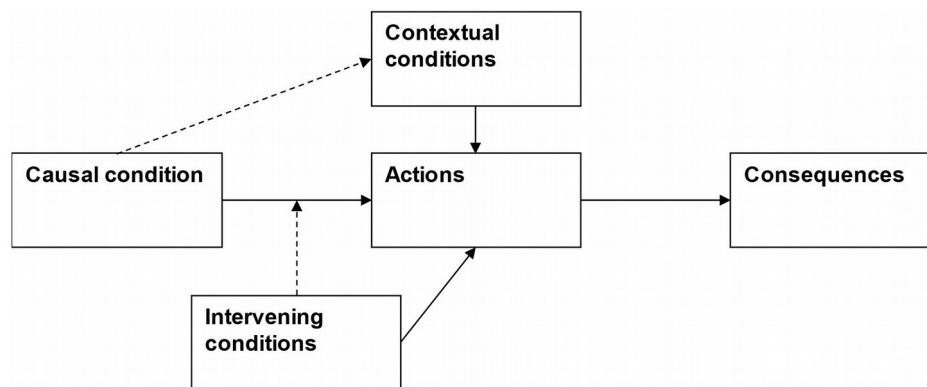 Contextual
conditions
Causal condition
Actions
Consequences
Intervening
conditions